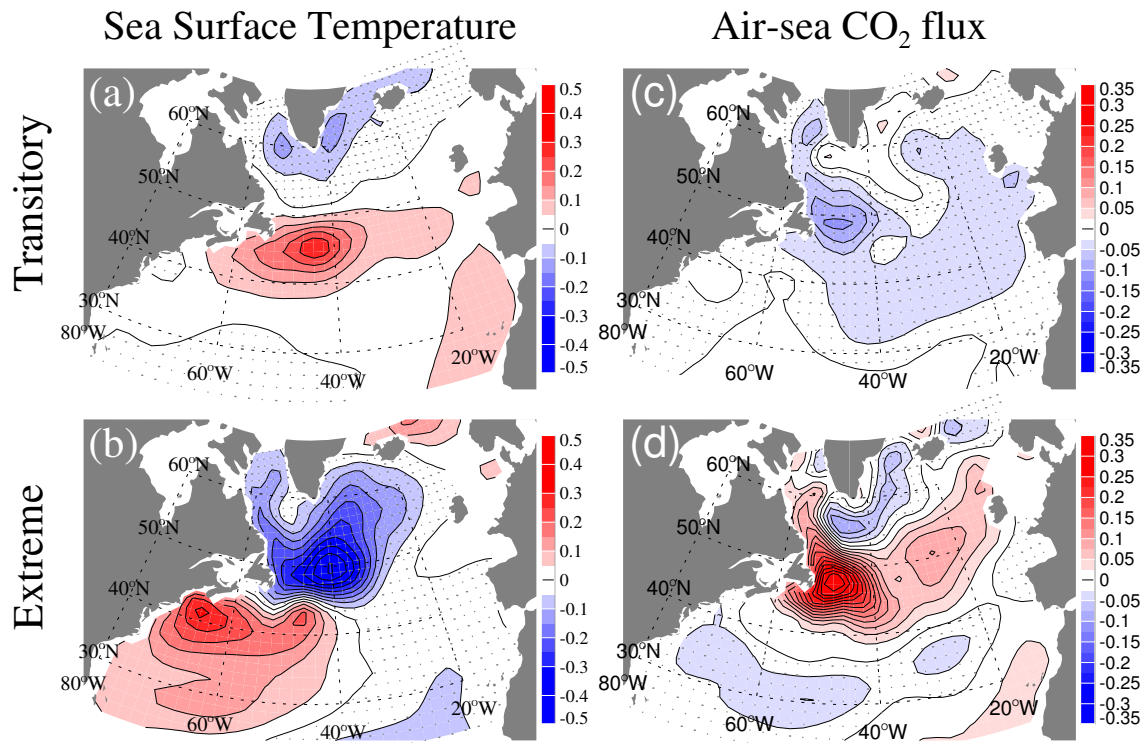 Sea Surface Temperature
Air-sea CO₂ flux
Transitory
(a)
60°N
50°N
40°N
30°N
80°W
60°W
40°W
20°W
0.5
0.4
0.3
0.2
0.1
0
-0.1
-0.2
-0.3
-0.4
-0.5
(c)
60°N
50°N
40°N
30°N
80°W
60°W
40°W
20°W
0.35
0.3
0.25
0.2
0.15
0.1
0.05
0
-0.05
-0.1
-0.15
-0.2
-0.25
-0.3
-0.35
Extreme
(b)
60°N
50°N
40°N
30°N
80°W
60°W
40°W
20°W
0.5
0.4
0.3
0.2
0.1
0
-0.1
-0.2
-0.3
-0.4
-0.5
(d)
60°N
50°N
40°N
30°N
80°W
60°W
40°W
20°W
0.35
0.3
0.25
0.2
0.15
0.1
0.05
0
-0.05
-0.1
-0.15
-0.2
-0.25
-0.3
-0.35